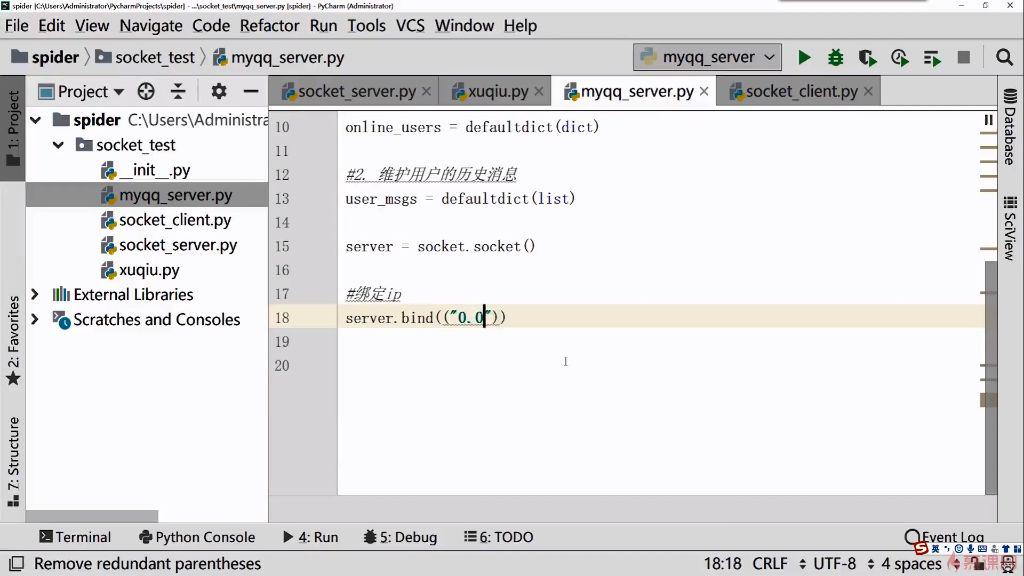 spider [C:\Users\Administrator\PycharmProjects\spider] - ...\socket_test\myqq_server.py [spider] - PyCharm (Administrator)
File Edit View Navigate Code Refactor Run Tools VCS Window Help
spider socket_test myqq_server.py myqq_server
1: Project
Project
socket_server.py xuqiu.py myqq_server.py socket_client.py
spider C:\Users\Administra
socket_test
__init__.py
myqq_server.py
socket_client.py
socket_server.py
xuqiu.py
External Libraries
Scratches and Consoles
10 online_users = defaultdict(dict)
11
12 #2. 维护用户的历史消息
13 user_msgs = defaultdict(list)
14
15 server = socket.socket()
16
17 #绑定ip
18 server.bind(("0.0"))
19
20
Database
SciView
2: Favorites
7: Structure
Terminal Python Console 4: Run 5: Debug 6: TODO Event Log
Remove redundant parentheses 18:18 CRLF UTF-8 4 spaces
英